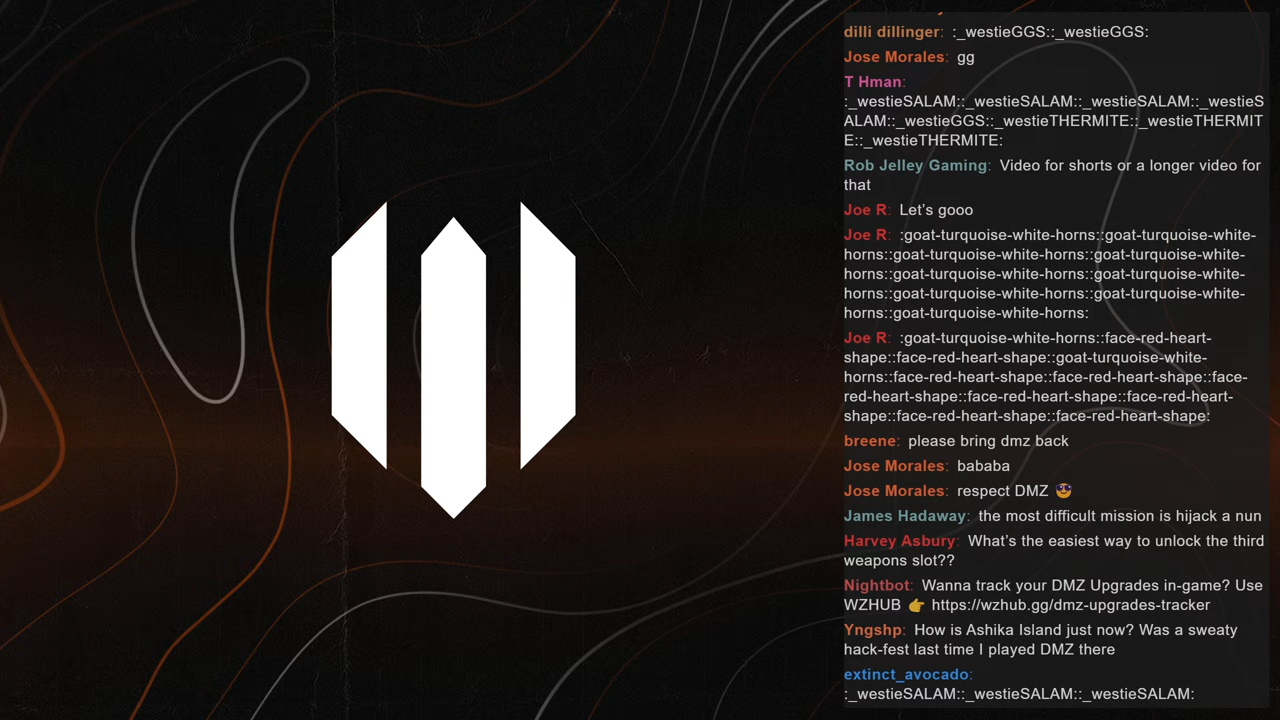 dilli dillinger: :_westieGGS::_westieGGS:
Jose Morales: gg
T Hman:
:_westieSALAM::_westieSALAM::_westieSALAM::_westieS
ALAM::_westieGGS::_westieTHERMITE::_westieTHERMIT
E::_westieTHERMITE:
Rob Jelley Gaming: Video for shorts or a longer video for
that
Joe R: Let's gooo
Joe R: :goat-turquoise-white-horns::goat-turquoise-white-
horns::goat-turquoise-white-horns::goat-turquoise-white-
horns::goat-turquoise-white-horns::goat-turquoise-white-
horns::goat-turquoise-white-horns::goat-turquoise-white-
horns::goat-turquoise-white-horns:
Joe R: :goat-turquoise-white-horns::face-red-heart-
shape::face-red-heart-shape::goat-turquoise-white-
horns::face-red-heart-shape::face-red-heart-shape::face-
red-heart-shape::face-red-heart-shape::face-red-heart-
shape::face-red-heart-shape::face-red-heart-shape:
breene: please bring dmz back
Jose Morales: bababa
Jose Morales: respect DMZ 😎
James Hadaway: the most difficult mission is hijack a nun
Harvey Asbury: What's the easiest way to unlock the third
weapons slot??
Nightbot: Wanna track your DMZ Upgrades in-game? Use
WZHUB 👉 https://wzhub.gg/dmz-upgrades-tracker
Yngshp: How is Ashika Island just now? Was a sweaty
hack-fest last time I played DMZ there
extinct_avocado:
:_westieSALAM::_westieSALAM::_westieSALAM: